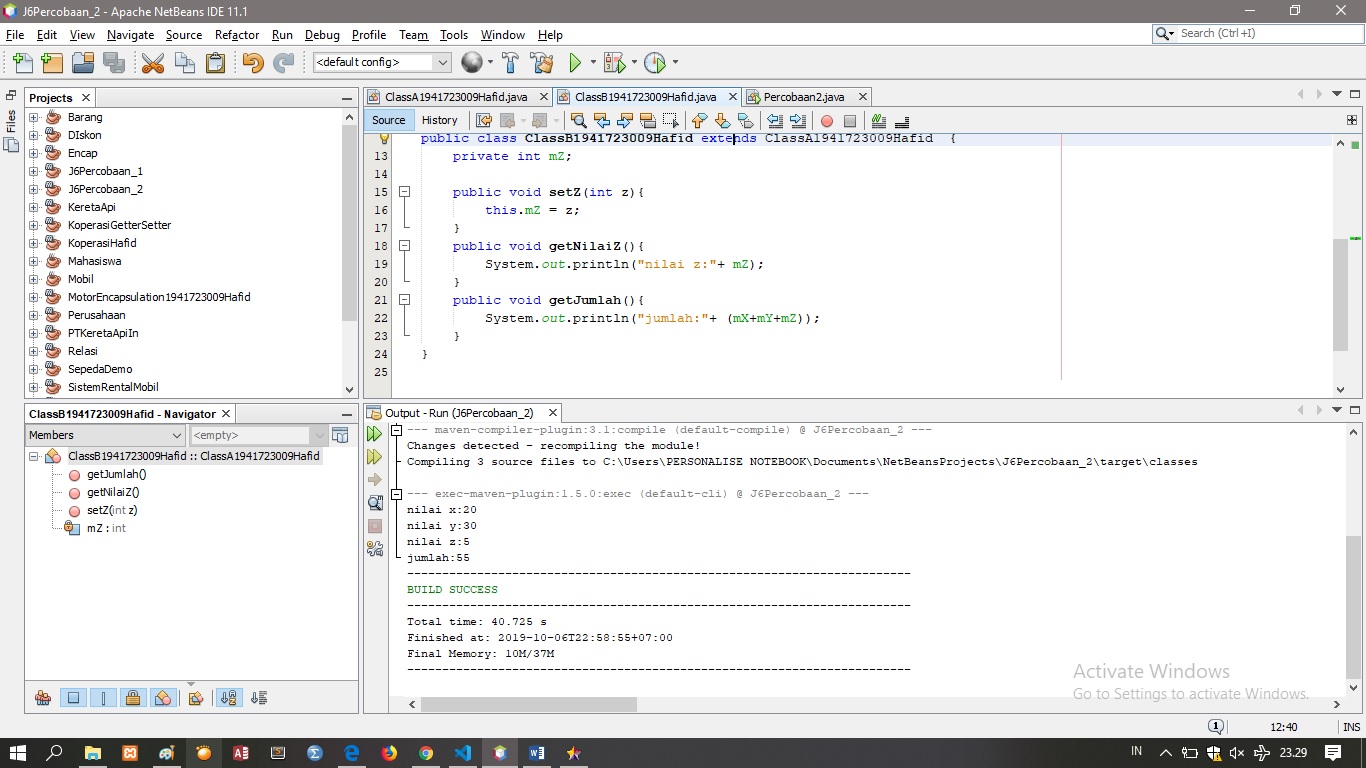 J6Percobaan_2 - Apache NetBeans IDE 11.1
File Edit View Navigate Source Refactor Run Debug Profile Team Tools Window Help
Search (Ctrl+I)
<default config>
Files
Projects
Barang
DIskon
Encap
J6Percobaan_1
J6Percobaan_2
KeretaApi
KoperasiGetterSetter
KoperasiHafid
Mahasiswa
Mobil
MotorEncapsulation1941723009Hafid
Perusahaan
PTKeretaApiIn
Relasi
SepedaDemo
SistemRentalMobil
ClassA1941723009Hafid.java ClassB1941723009Hafid.java Percobaan2.java
Source History
public class ClassB1941723009Hafid extends ClassA1941723009Hafid {
13 private int mZ;
14
15 public void setZ(int z){
16 this.mZ = z;
17 }
18 public void getNilaiZ(){
19 System.out.println("nilai z:"+ mZ);
20 }
21 public void getJumlah(){
22 System.out.println("jumlah:"+ (mX+mY+mZ));
23 }
24 }
25
ClassB1941723009Hafid - Navigator
Members <empty>
ClassB1941723009Hafid :: ClassA1941723009Hafid
getJumlah()
getNilaiZ()
setZ(int z)
mZ : int
Output - Run (J6Percobaan_2)
--- maven-compiler-plugin:3.1:compile (default-compile) @ J6Percobaan_2 ---
Changes detected - recompiling the module!
Compiling 3 source files to C:\Users\PERSONALISE NOTEBOOK\Documents\NetBeansProjects\J6Percobaan_2\target\classes
--- exec-maven-plugin:1.5.0:exec (default-cli) @ J6Percobaan_2 ---
nilai x:20
nilai y:30
nilai z:5
jumlah:55
------------------------------------------------------------------------
BUILD SUCCESS
------------------------------------------------------------------------
Total time: 40.725 s
Finished at: 2019-10-06T22:58:55+07:00
Final Memory: 10M/37M
------------------------------------------------------------------------
Activate Windows
Go to Settings to activate Windows.
1 12:40 INS
IN 23.29